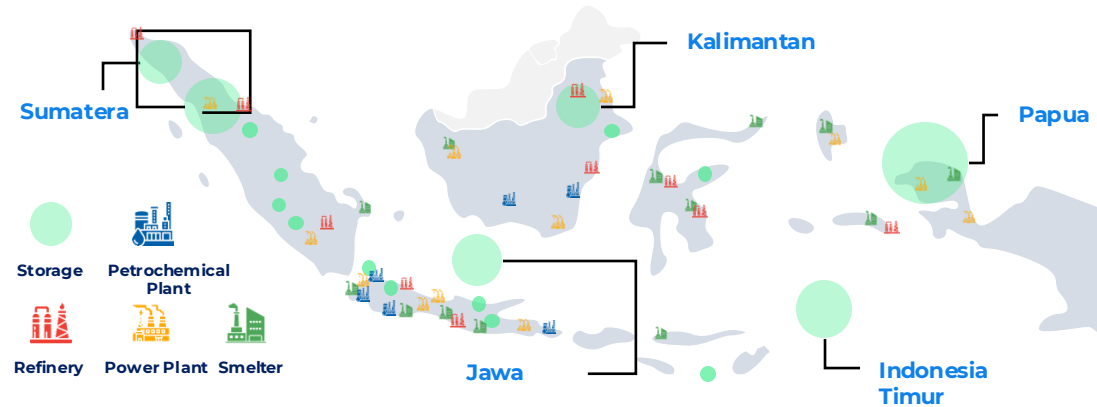 Kalimantan
Sumatera
Papua
Storage
Petrochemical
Plant
Refinery
Power Plant
Smelter
Jawa
Indonesia
Timur